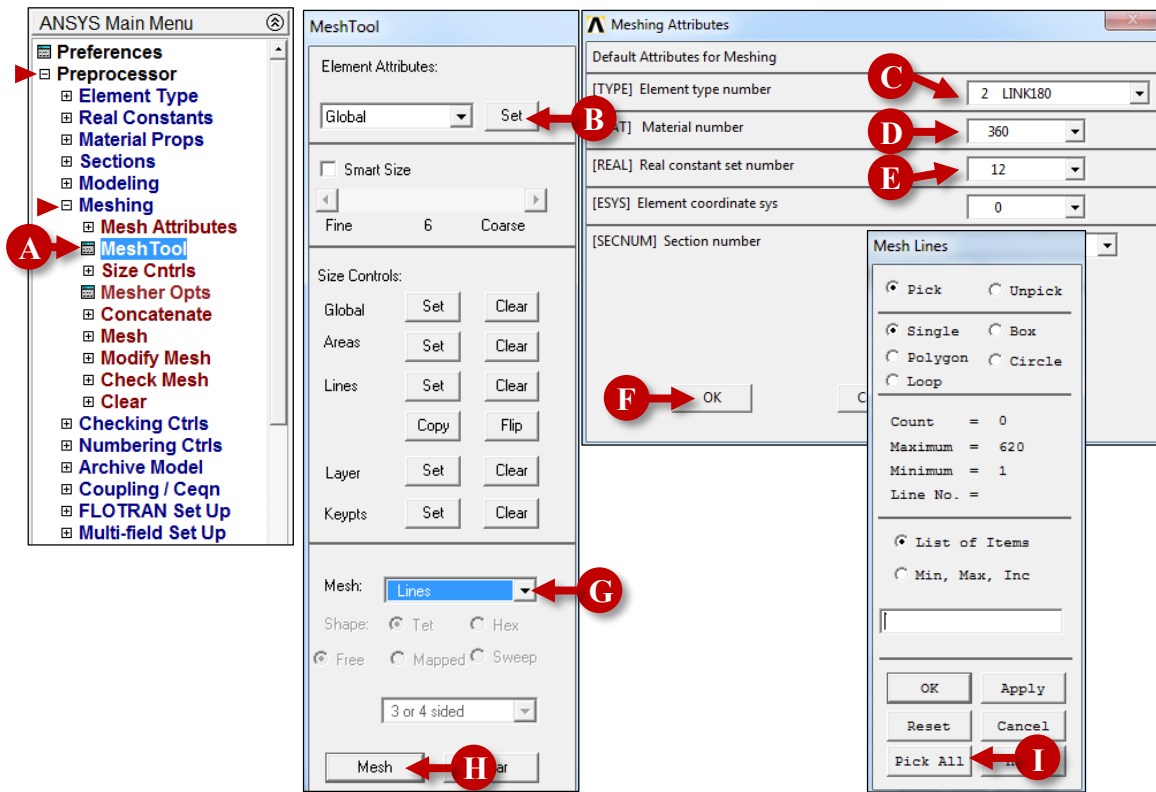 ANSYS Main Menu
Preferences
Preprocessor
Element Type
Real Constants
Material Props
Sections
Modeling
Meshing
Mesh Attributes
A
MeshTool
Size Cntrls
Mesher Opts
Concatenate
Mesh
Modify Mesh
Check Mesh
Clear
Checking Ctrls
Numbering Ctrls
Archive Model
Coupling / Ceqn
FLOTRAN Set Up
Multi-field Set Up
MeshTool
Element Attributes:
Global Set B
Smart Size
Fine 6 Coarse
Size Controls:
Global Set Clear
Areas Set Clear
Lines Set Clear
Copy Flip
Layer Set Clear
Keypts Set Clear
Mesh: Lines G
Shape: Tet Hex
Free Mapped Sweep
3 or 4 sided
Mesh H
Meshing Attributes
Default Attributes for Meshing
[TYPE] Element type number C 2 LINK180
Material number D 360
[REAL] Real constant set number E 12
[ESYS] Element coordinate sys 0
[SECNUM] Section number
F OK
Mesh Lines
Pick Unpick
Single Box
Polygon Circle
Loop
Count = 0
Maximum = 620
Minimum = 1
Line No. =
List of Items
Min, Max, Inc
OK Apply
Reset Cancel
Pick All I